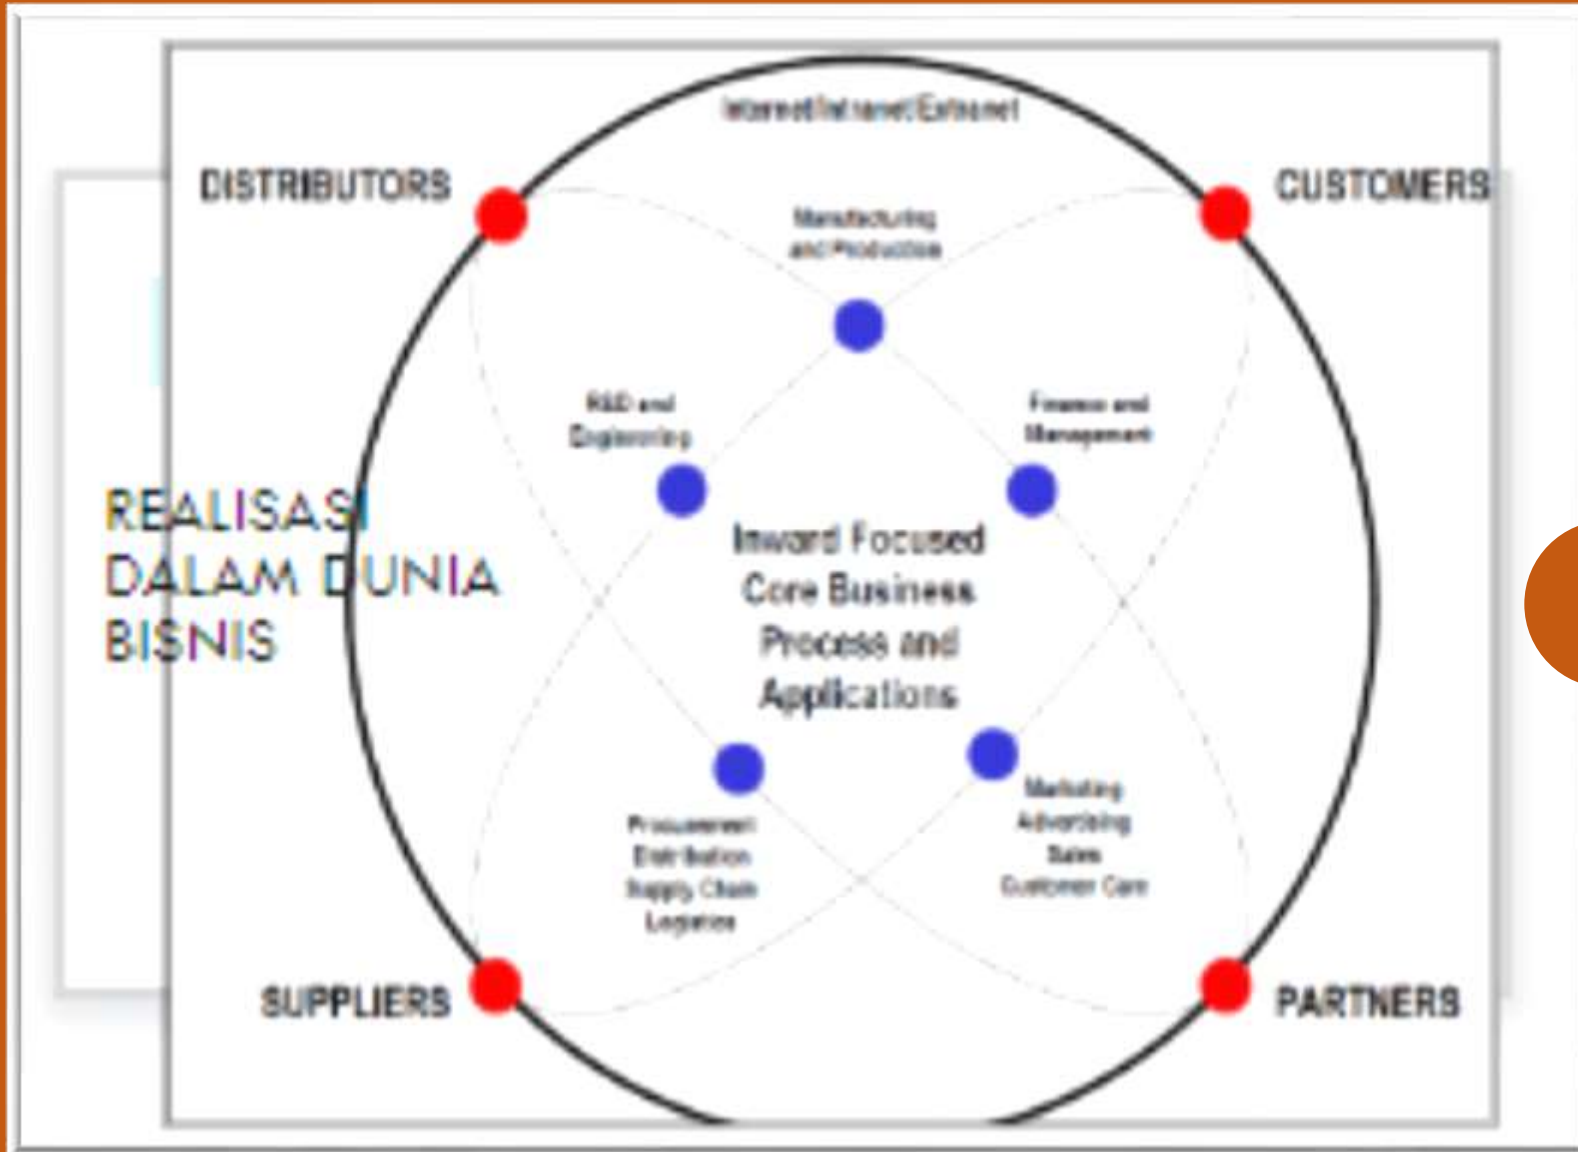 Internet/Intranet/Extranet
DISTRIBUTORS
CUSTOMERS
Manufacturing
and Production
R&D and
Engineering
Finance and
Management
REALISASI
DALAM DUNIA
BISNIS
Inward Focused
Core Business
Process and
Applications
Procurement
Distribution
Supply Chain
Logistics
Marketing
Advertising
Sales
Customer Care
SUPPLIERS
PARTNERS